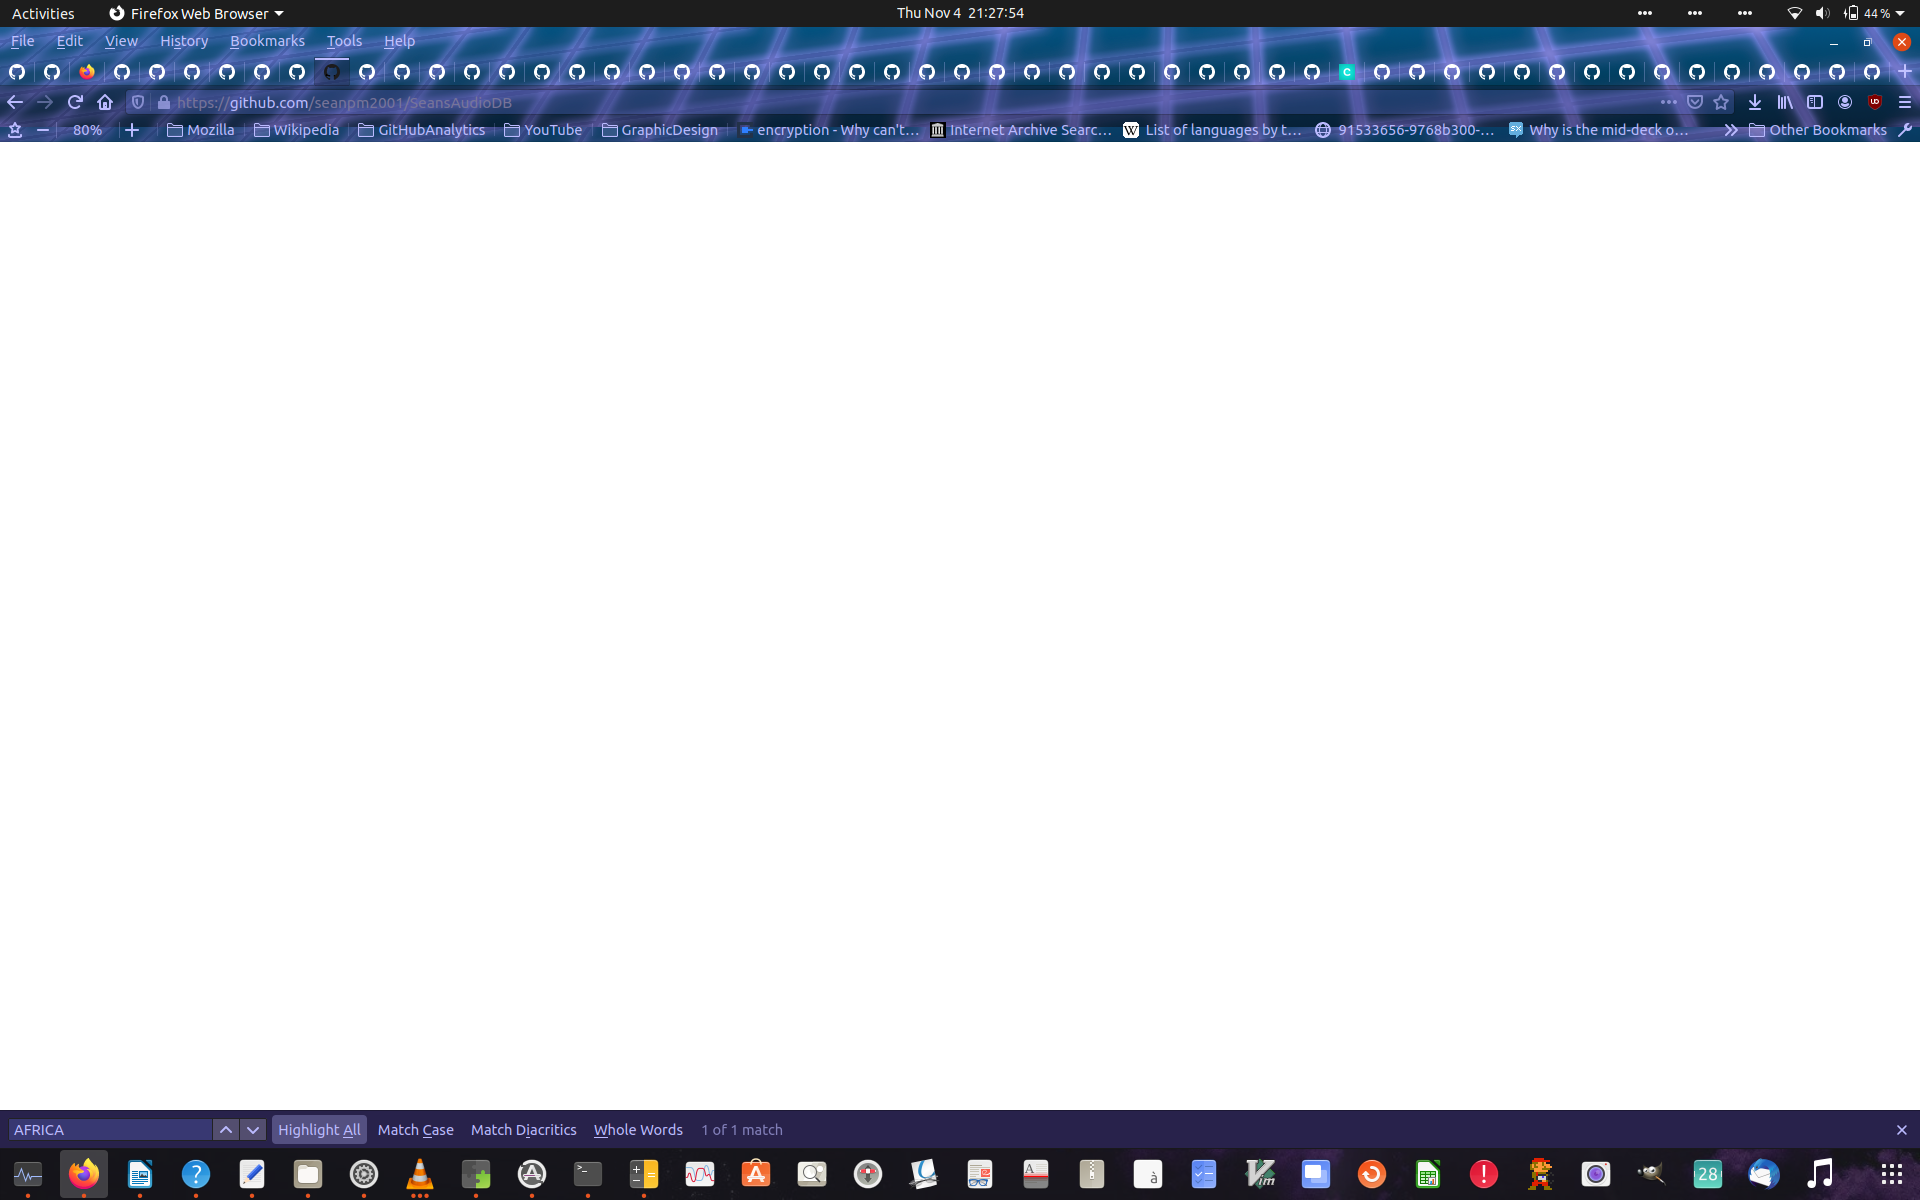 Activities Firefox Web Browser Thu Nov 4 21:27:54 44 %
File Edit View History Bookmarks Tools Help
C
https://github.com/seanpm2001/SeansAudioDB
80% Mozilla Wikipedia GitHubAnalytics YouTube GraphicDesign encryption - Why can't… Internet Archive Searc… W List of languages by t… 91533656-9768b300-… Why is the mid-deck o… Other Bookmarks
AFRICA Highlight All Match Case Match Diacritics Whole Words 1 of 1 match
28